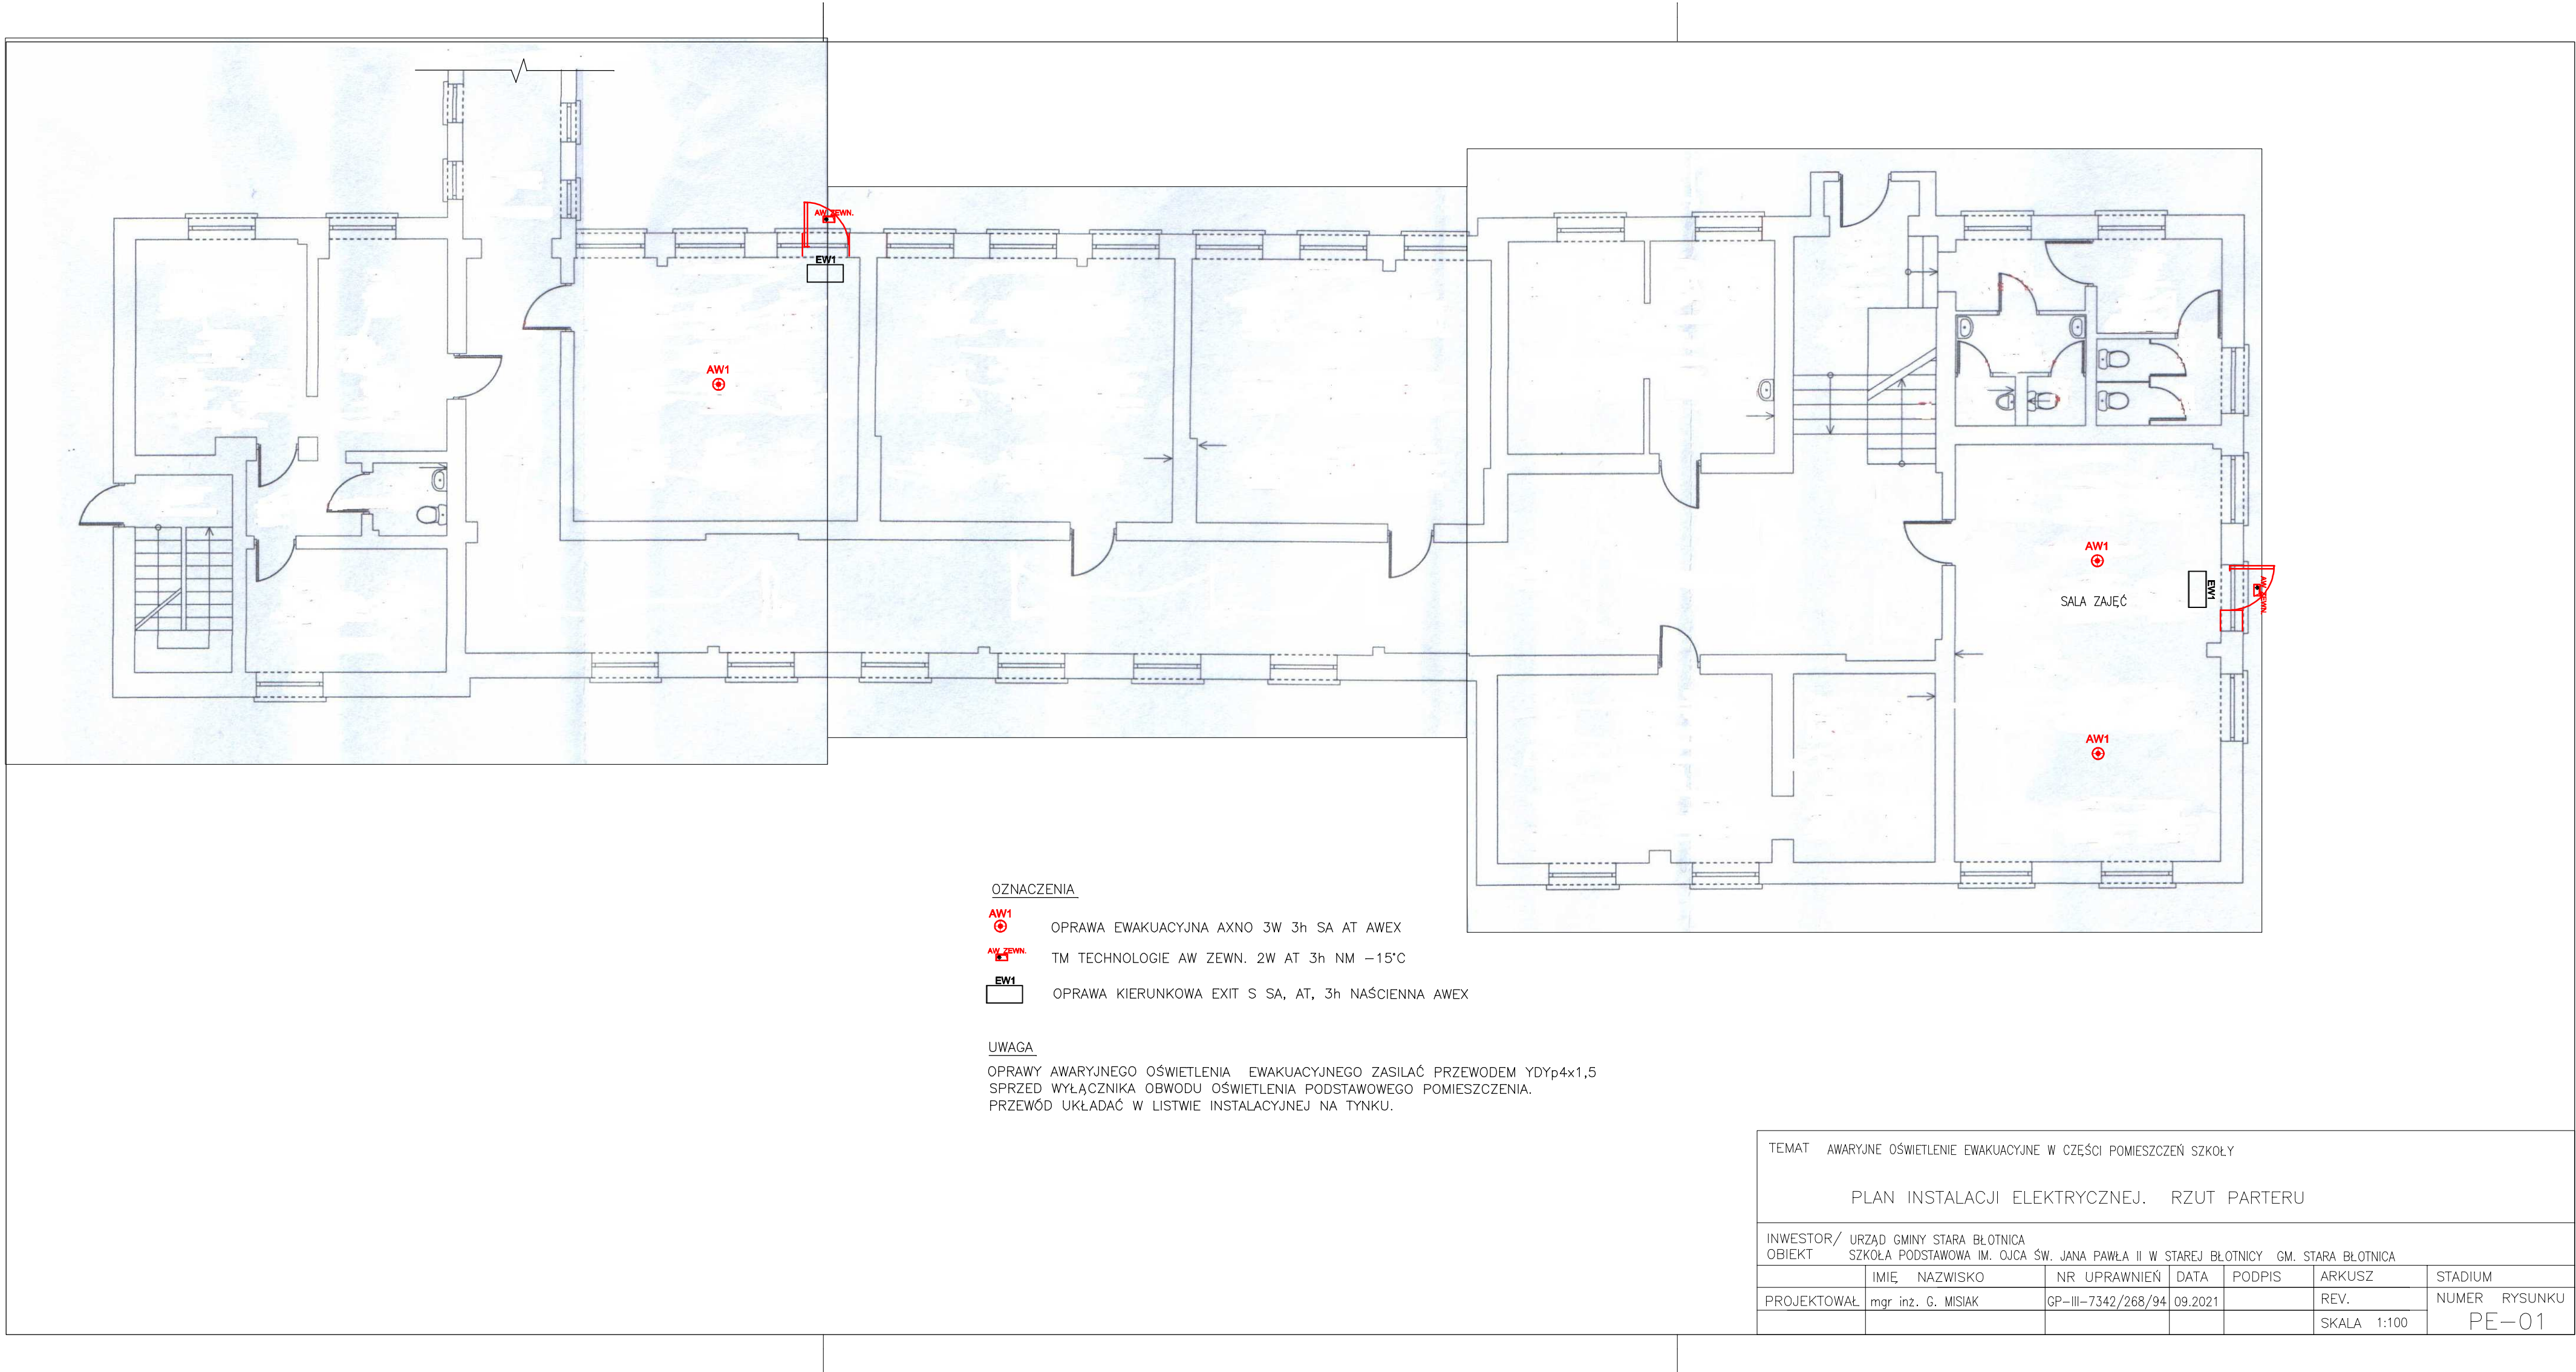 AW ZEWN.
EW1
AW1
AW1
SALA ZAJĘĆ
EW1
AW ZEWN.
AW1
OZNACZENIA
AW1
OPRAWA EWAKUACYJNA AXNO 3W 3h SA AT AWEX
AW ZEWN.
TM TECHNOLOGIE AW ZEWN. 2W AT 3h NM −15°C
EW1
OPRAWA KIERUNKOWA EXIT S SA, AT, 3h NAŚCIENNA AWEX
UWAGA
OPRAWY AWARYJNEGO OŚWIETLENIA EWAKUACYJNEGO ZASILAĆ PRZEWODEM YDYp4x1,5
SPRZED WYŁĄCZNIKA OBWODU OŚWIETLENIA PODSTAWOWEGO POMIESZCZENIA.
PRZEWÓD UKŁADAĆ W LISTWIE INSTALACYJNEJ NA TYNKU.
TEMAT AWARYJNE OŚWIETLENIE EWAKUACYJNE W CZĘŚCI POMIESZCZEŃ SZKOŁY
PLAN INSTALACJI ELEKTRYCZNEJ. RZUT PARTERU
INWESTOR/ URZĄD GMINY STARA BŁOTNICA
OBIEKT SZKOŁA PODSTAWOWA IM. OJCA ŚW. JANA PAWŁA II W STAREJ BŁOTNICY GM. STARA BŁOTNICA
IMIĘ NAZWISKO NR UPRAWNIEŃ DATA PODPIS ARKUSZ STADIUM
PROJEKTOWAŁ mgr inż. G. MISIAK GP−III−7342/268/94 09.2021 REV. NUMER RYSUNKU
SKALA 1:100 PE−01